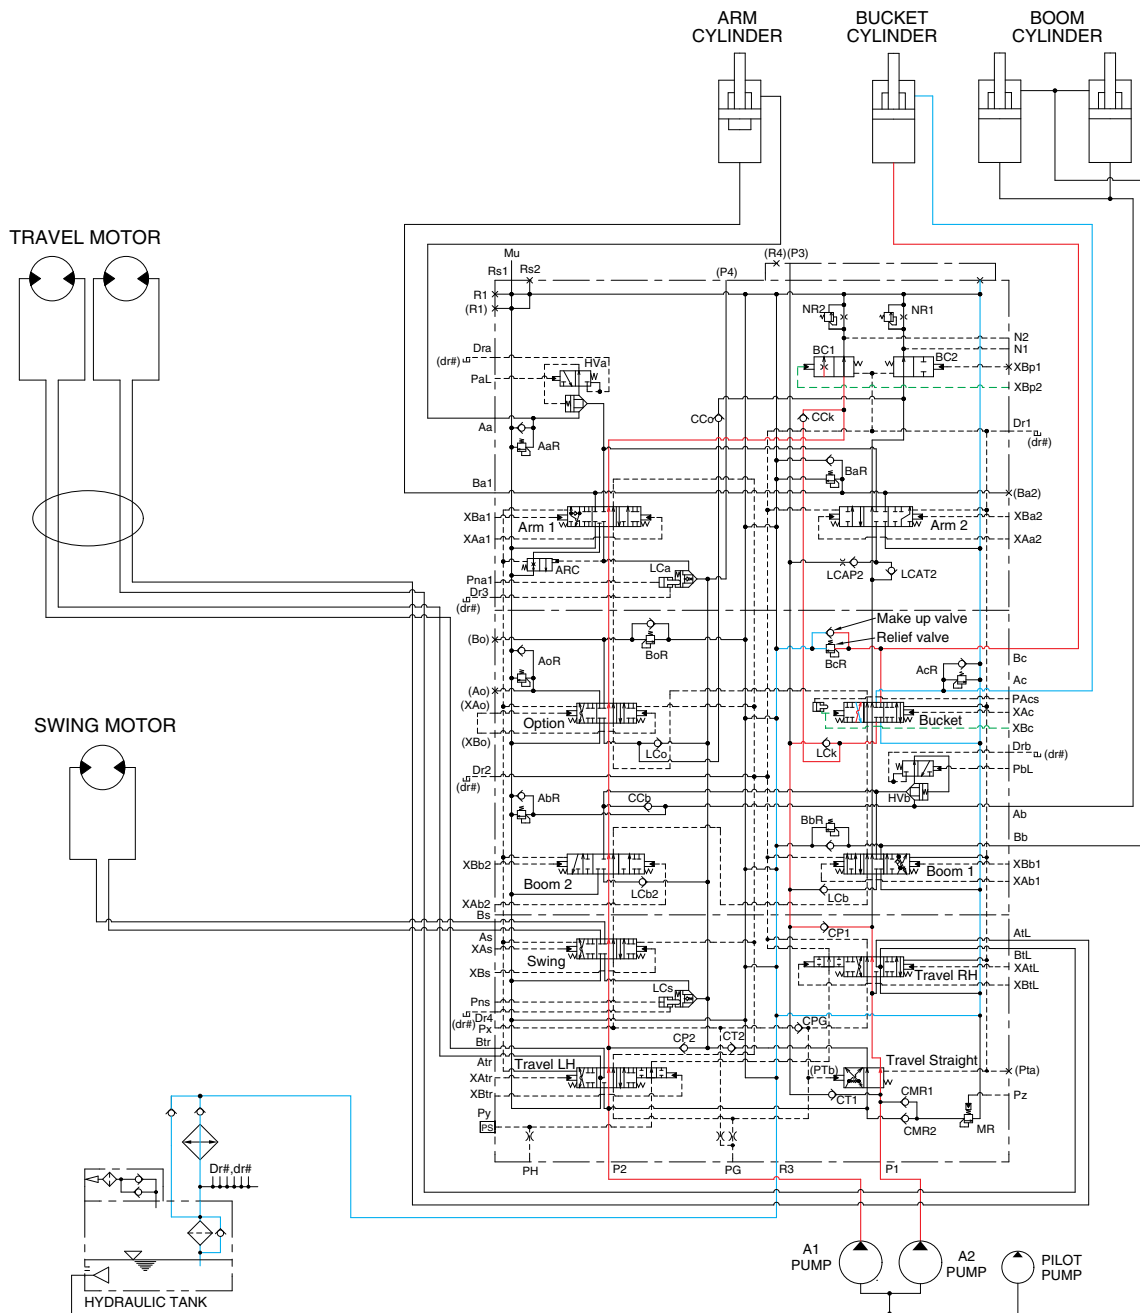 ARM
CYLINDER
BUCKET
CYLINDER
BOOM
CYLINDER
TRAVEL MOTOR
Mu
Rs1
Rs2
(P4)
(R4)
(P3)
R1
(R1)
NR2
NR1
N2
N1
Dra
(dr#)
HVa
BC1
BC2
XBp1
PaL
XBp2
CCo
CCk
Dr1
(dr#)
Aa
AaR
BaR
Ba1
(Ba2)
XBa1
Arm 1
Arm 2
XBa2
XAa1
XAa2
ARC
LCa
LCAP2
LCAT2
Pna1
Dr3
(dr#)
Make up valve
Relief valve
(Bo)
BoR
BcR
Bc
AoR
AcR
Ac
(Ao)
PAcs
(XAo)
XAc
SWING MOTOR
Option
Bucket
XBc
(XBo)
LCo
LCk
Drb
(dr#)
Dr2
(dr#)
PbL
AbR
CCb
HVb
Ab
BbR
Bb
XBb2
Boom 2
Boom 1
XBb1
XAb1
XAb2
LCb2
LCb
Bs
As
CP1
AtL
XAs
Swing
BtL
XBs
Travel RH
XAtL
XBtL
Pns
LCs
(dr#)
Dr4
Px
CPG
Btr
CP2
CT2
Atr
Travel LH
Travel Straight
XAtr
(PTb)
(Pta)
XBtr
CT1
CMR1
Pz
Py
CMR2
MR
PS
PH
P2
PG
R3
P1
Dr#,dr#
A1
PUMP
A2
PUMP
PILOT
PUMP
HYDRAULIC TANK